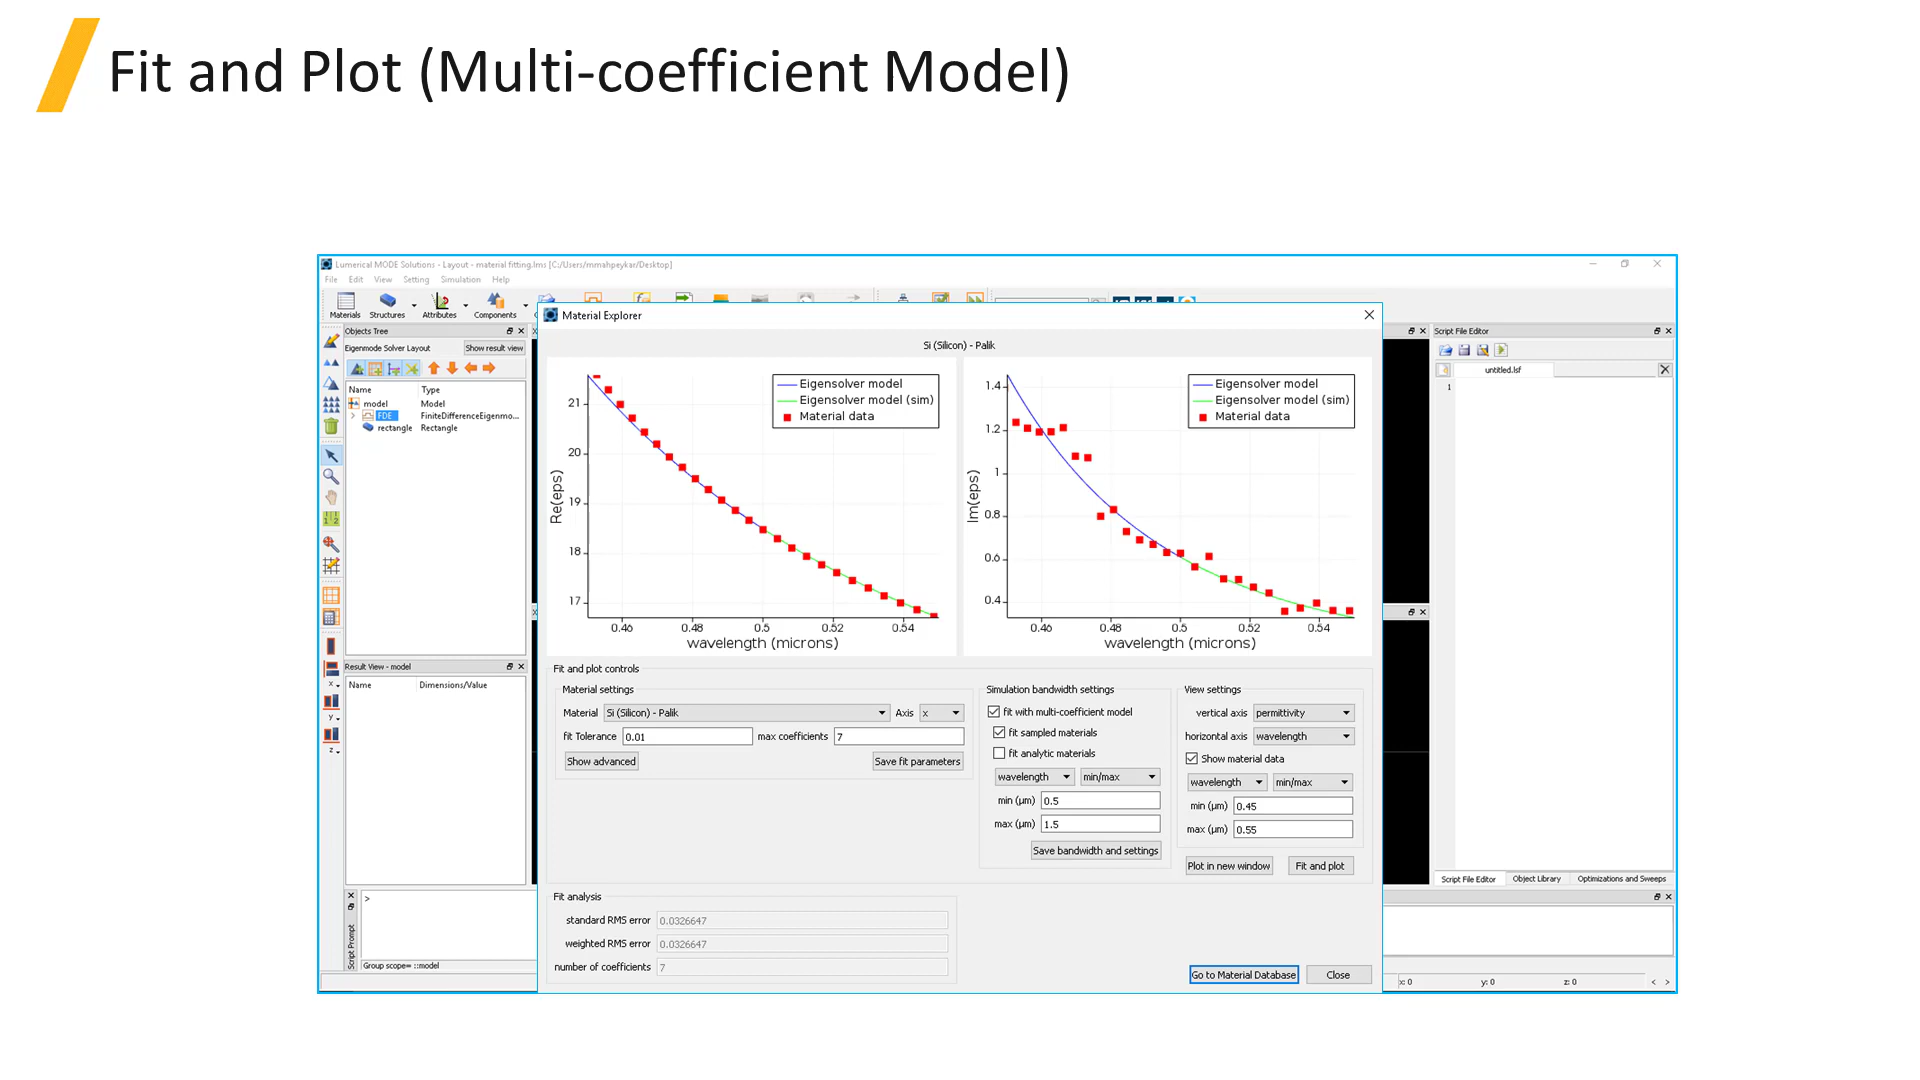 Fit and Plot (Multi-coefficient Model)
Lumerical MODE Solutions - Layout - material fitting.lms [C:/Users/mmahpeykar/Desktop]
File Edit View Setting Simulation Help
Materials Structures Attributes Components
Objects Tree
Eigenmode Solver Layout Show result view
Name Type
model Model
FDE FiniteDifferenceEigenmo...
rectangle Rectangle
Result View - model
Name Dimensions/Value
Script Prompt
>
Group scope= ::model
Material Explorer
Si (Silicon) - Palik
Eigensolver model
Eigensolver model (sim)
Material data
Re(eps)
21
20
19
18
17
0.46 0.48 0.5 0.52 0.54
wavelength (microns)
Eigensolver model
Eigensolver model (sim)
Material data
Im(eps)
1.4
1.2
1
0.8
0.6
0.4
0.46 0.48 0.5 0.52 0.54
wavelength (microns)
Fit and plot controls
Material settings
Material Si (Silicon) - Palik Axis x
fit Tolerance 0.01 max coefficients 7
Show advanced Save fit parameters
Simulation bandwidth settings
fit with multi-coefficient model
fit sampled materials
fit analytic materials
wavelength min/max
min (µm) 0.5
max (µm) 1.5
Save bandwidth and settings
View settings
vertical axis permittivity
horizontal axis wavelength
Show material data
wavelength min/max
min (µm) 0.45
max (µm) 0.55
Plot in new window Fit and plot
Fit analysis
standard RMS error 0.0326647
weighted RMS error 0.0326647
number of coefficients 7
Go to Material Database Close
Script File Editor
untitled.lsf
1
Script File Editor Object Library Optimizations and Sweeps
x: 0 y: 0 z: 0